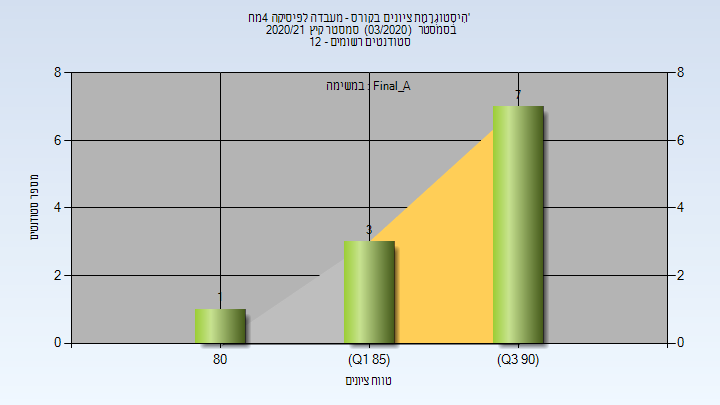 היסטוגרמת ציונים בקורס - מעבדה לפיסיקה 4מח'
בסמסטר (03/2020) סמסטר קיץ 2020/21
סטודנטים רשומים - 12
במשימה : Final_A
8 8
7
6 6
מספר סטודנטים
4 4
3
2 2
1
0 0
80 (Q1 85) (Q3 90)
טווח ציונים